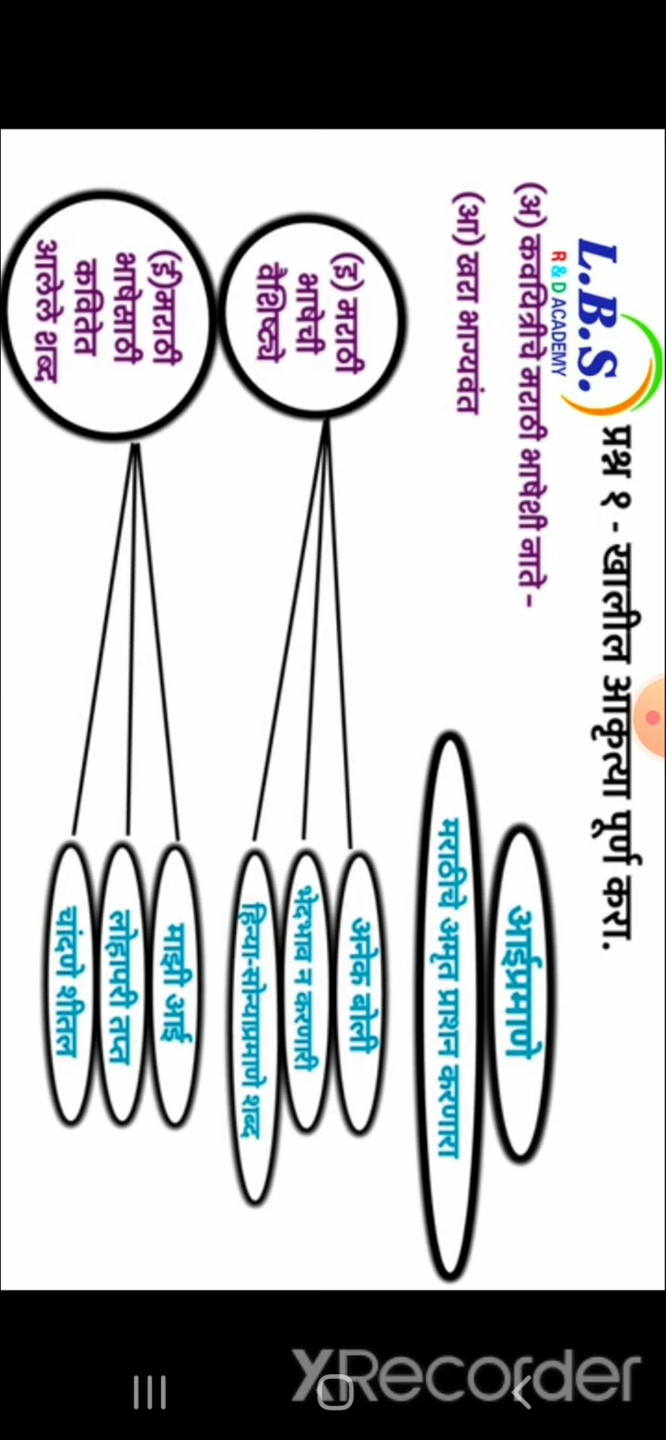 L.B.S.
R & D ACADEMY
प्रश्न १ - खालील आकृत्या पूर्ण करा.
(अ) कवयित्रीचे मराठी भाषेशी नाते -
आईप्रमाणे
(आ) खरा भाग्यवंत
मराठीचे अमृत प्राशन करणारा
(इ) मराठी
भाषेची
वैशिष्ट्ये
अनेक बोली
भेदभाव न करणारी
हिऱ्या-सोन्याप्रमाणे शब्द
(ई)मराठी
भाषेसाठी
कवितेत
आलेले शब्द
माझी आई
लोहापरी तप्त
चांदणे शीतल
XRecorder